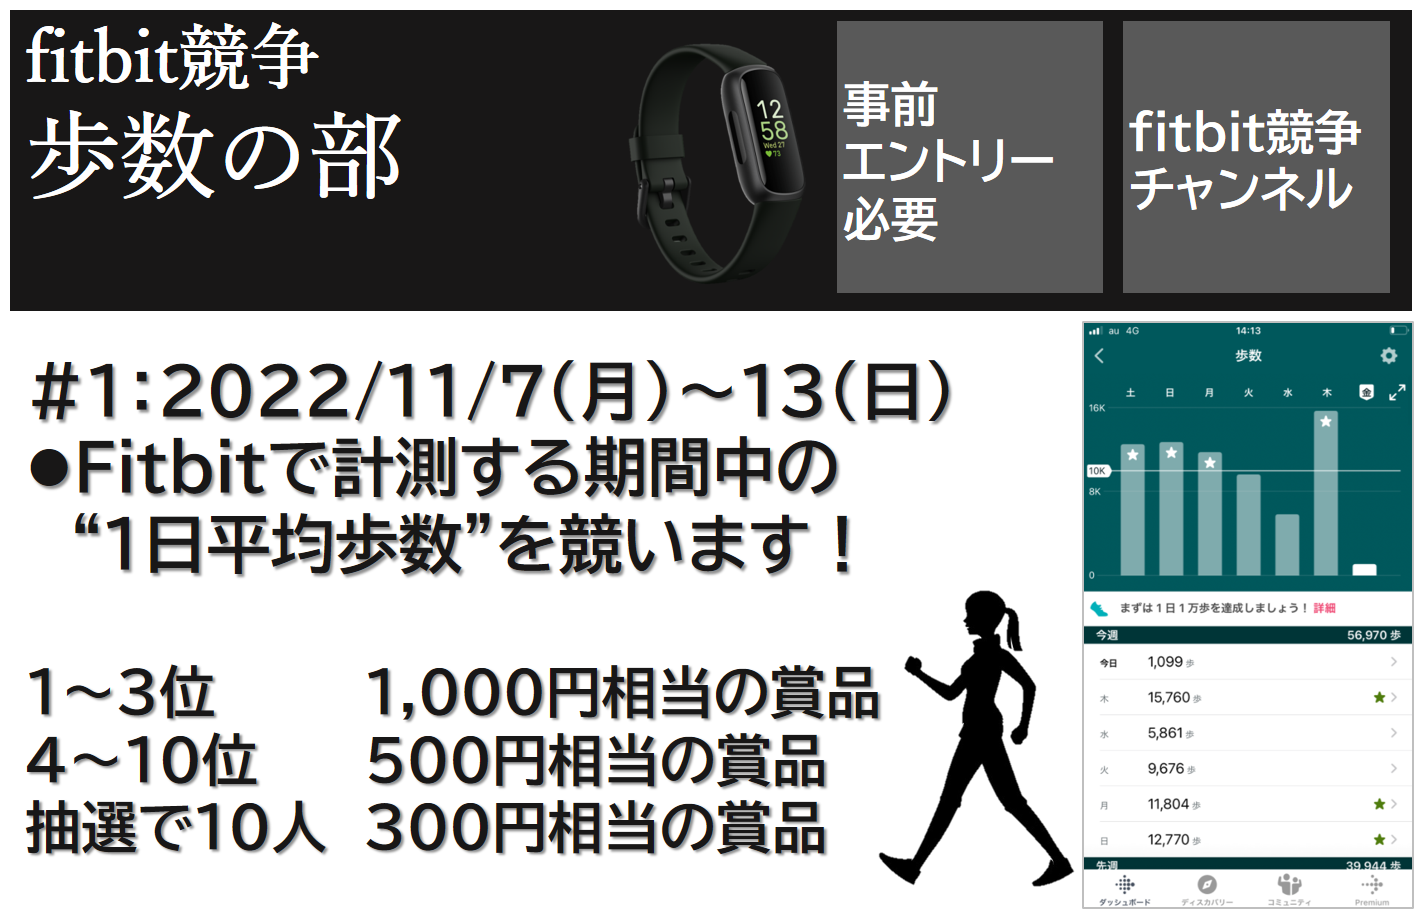 fitbit競争
歩数の部
12
58
Wed 27
73
事前
エントリー
必要
fitbit競争
チャンネル
#1:2022/11/7(月)~13(日)
●Fitbitで計測する期間中の
“1日平均歩数”を競います!
1~3位 1,000円相当の賞品
4~10位 500円相当の賞品
抽選で10人 300円相当の賞品
au 4G 14:13
歩数
土 日 月 火 水 木 金
16K
10K
8K
0
まずは1日1万歩を達成しましょう! 詳細
今週 56,970 歩
今日 1,099 歩
木 15,760 歩
水 5,861 歩
火 9,676 歩
月 11,804 歩
日 12,770 歩
先週 39,944 歩
ダッシュボード ディスカバリー コミュニティ Premium